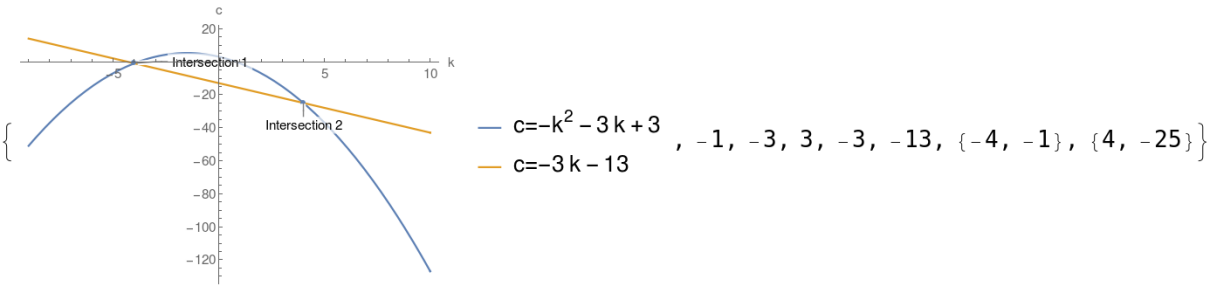 c
20
k
-5
5
10
Intersection 1
-20
-40
-60
-80
-100
-120
Intersection 2
{
c=-k² - 3 k + 3
c=-3 k - 13
, -1, -3, 3, -3, -13, {-4, -1}, {4, -25}}